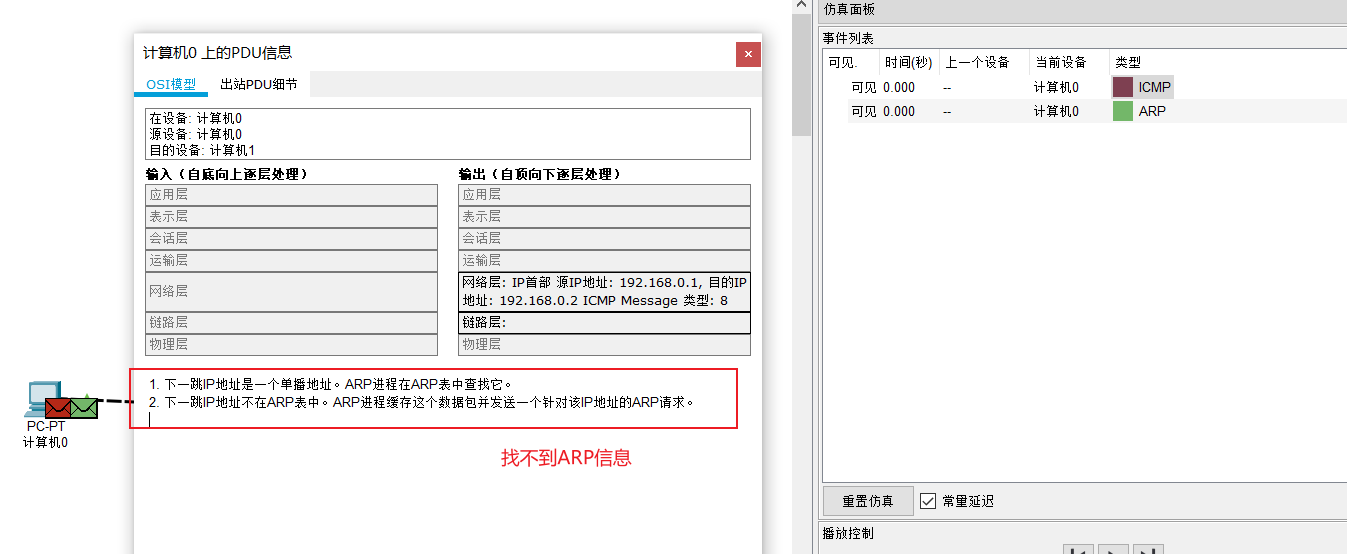 计算机0 上的PDU信息
×
OSI模型 出站PDU细节
在设备: 计算机0
源设备: 计算机0
目的设备: 计算机1
输入（自底向上逐层处理） 输出（自顶向下逐层处理）
应用层 应用层
表示层 表示层
会话层 会话层
运输层 运输层
网络层 网络层: IP首部 源IP地址: 192.168.0.1, 目的IP
地址: 192.168.0.2 ICMP Message 类型: 8
链路层 链路层:
物理层 物理层
1. 下一跳IP地址是一个单播地址。ARP进程在ARP表中查找它。
2. 下一跳IP地址不在ARP表中。ARP进程缓存这个数据包并发送一个针对该IP地址的ARP请求。
找不到ARP信息
PC-PT
计算机0
仿真面板
事件列表
可见. 时间(秒) 上一个设备 当前设备 类型
可见 0.000 -- 计算机0 ICMP
可见 0.000 -- 计算机0 ARP
重置仿真 常量延迟
播放控制